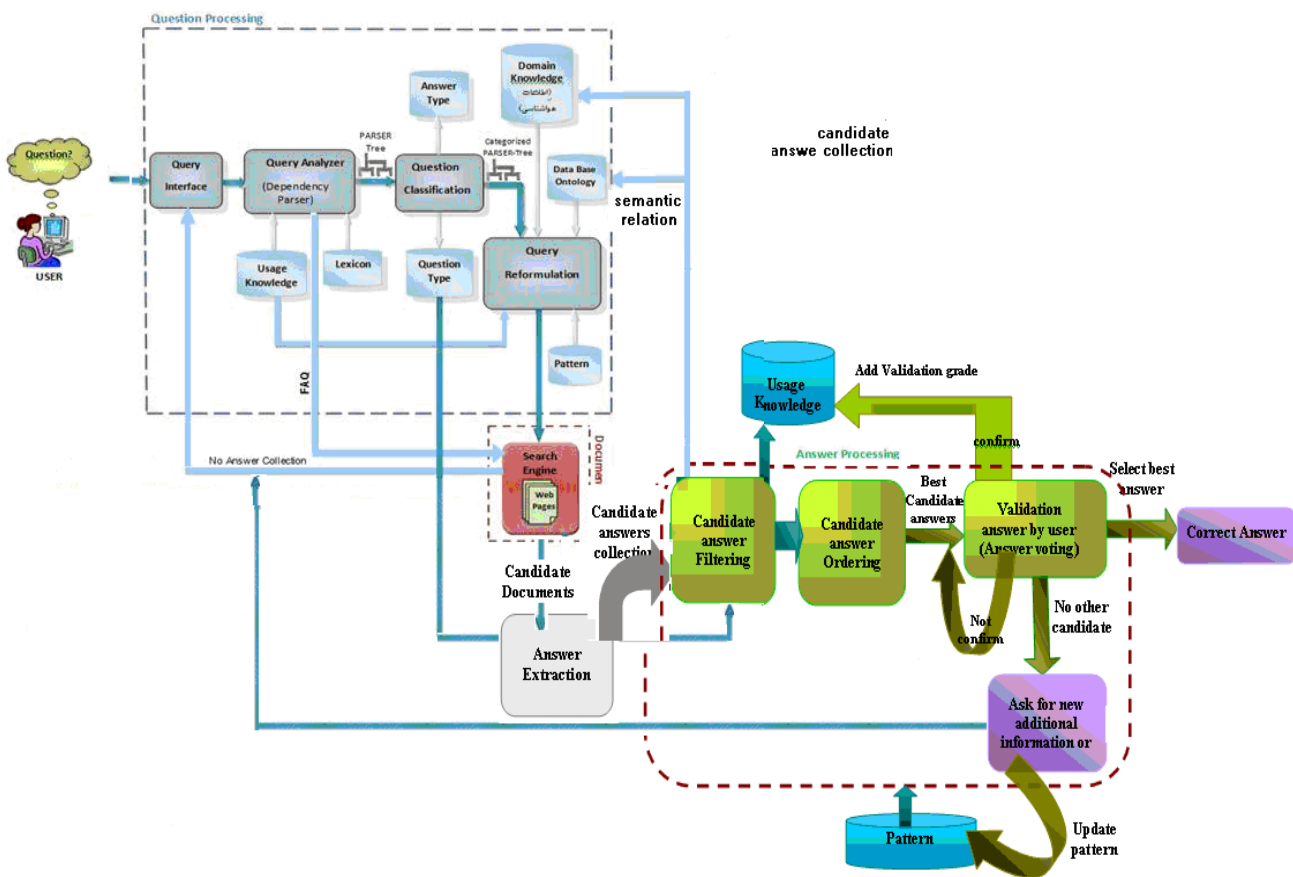 Question Processing
Domain
Knowledge
(اطلاعات
هواشناسی)
Answer
Type
candidate
answe collection
Question?
PARSER
Tree
Categorized
PARSER-Tree
Query
Interface
Query Analyzer
(Dependency
Parser)
Question
Classification
Data Base
Ontology
semantic
relation
USER
Usage
Knowledge
Lexicon
Question
Type
Query
Reformulation
Pattern
FAQ
Usage
Knowledge
Add Validation grade
confirm
No Answer Collection
Documen
Search
Engine
Web
Pages
Answer Processing
Select best
answer
Candidate
answers
collection
Best
Candidate
answers
Candidate
answer
Filtering
Candidate
answer
Ordering
Validation
answer by user
(Answer voting)
Correct Answer
Candidate
Documents
Not
confirm
No other
candidate
Answer
Extraction
Ask for new
additional
information or
Pattern
Update
pattern